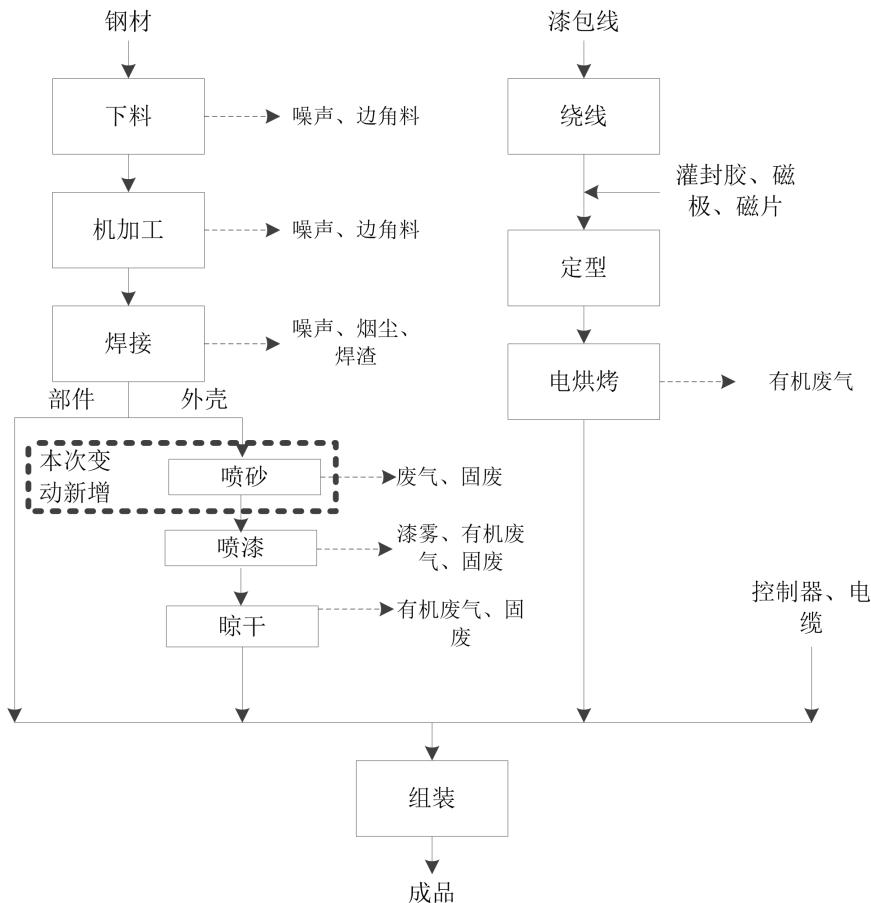 钢材
漆包线
下料
噪声、边角料
绕线
灌封胶、磁
极、磁片
机加工
噪声、边角料
定型
焊接
噪声、烟尘、
焊渣
电烘烤
有机废气
部件
外壳
本次变
动新增
喷砂
废气、固废
喷漆
漆雾、有机废
气、固废
晾干
有机废气、固
废
控制器、电
缆
组装
成品